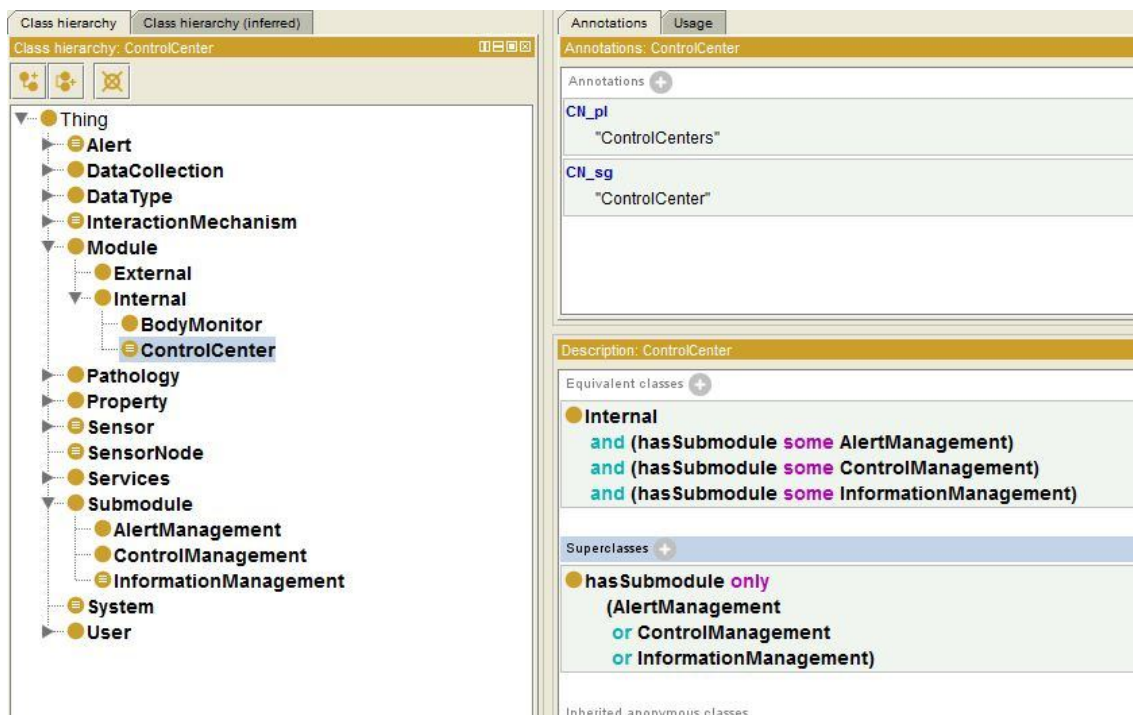 Class hierarchy
Class hierarchy (inferred)
Class hierarchy: ControlCenter
Thing
Alert
DataCollection
DataType
InteractionMechanism
Module
External
Internal
BodyMonitor
ControlCenter
Pathology
Property
Sensor
SensorNode
Services
Submodule
AlertManagement
ControlManagement
InformationManagement
System
User
Annotations
Usage
Annotations: ControlCenter
Annotations
CN_pl
"ControlCenters"
CN_sg
"ControlCenter"
Description: ControlCenter
Equivalent classes
Internal
and (hasSubmodule some AlertManagement)
and (hasSubmodule some ControlManagement)
and (hasSubmodule some InformationManagement)
Superclasses
hasSubmodule only
(AlertManagement
or ControlManagement
or InformationManagement)
Inherited anonymous classes